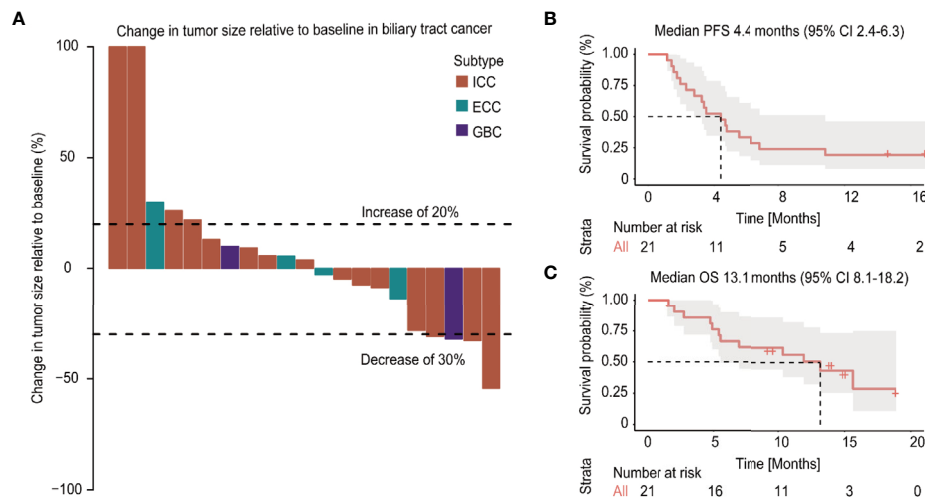 A
Change in tumor size relative to baseline in biliary tract cancer
Change in tumor size relative to baseline (%)
100
50
0
−50
−100
Subtype
ICC
ECC
GBC
Increase of 20%
Decrease of 30%
B
Median PFS 4.4 months (95% CI 2.4-6.3)
Survival probability (%)
1.00
0.75
0.50
0.25
0
0 4 8 12 16
Time [Months]
Strata
Number at risk
All 21 11 5 4 2
C
Median OS 13.1 months (95% CI 8.1-18.2)
Survival probability (%)
1.00
0.75
0.50
0.25
0
0 5 10 15 20
Time [Months]
Strata
Number at risk
All 21 16 11 3 0